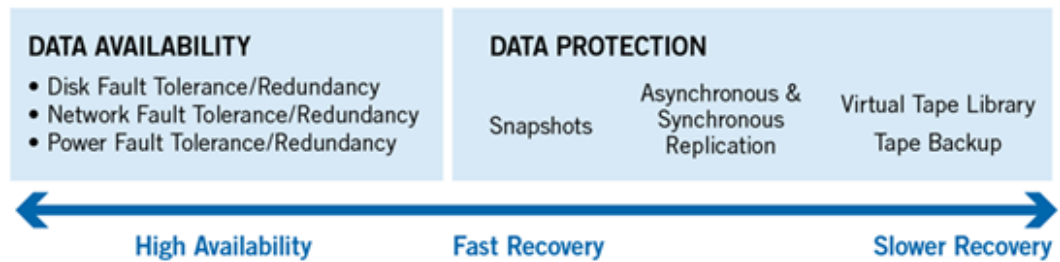 DATA AVAILABILITY
• Disk Fault Tolerance/Redundancy
• Network Fault Tolerance/Redundancy
• Power Fault Tolerance/Redundancy
DATA PROTECTION
Snapshots
Asynchronous &
Synchronous
Replication
Virtual Tape Library
Tape Backup
High Availability
Fast Recovery
Slower Recovery